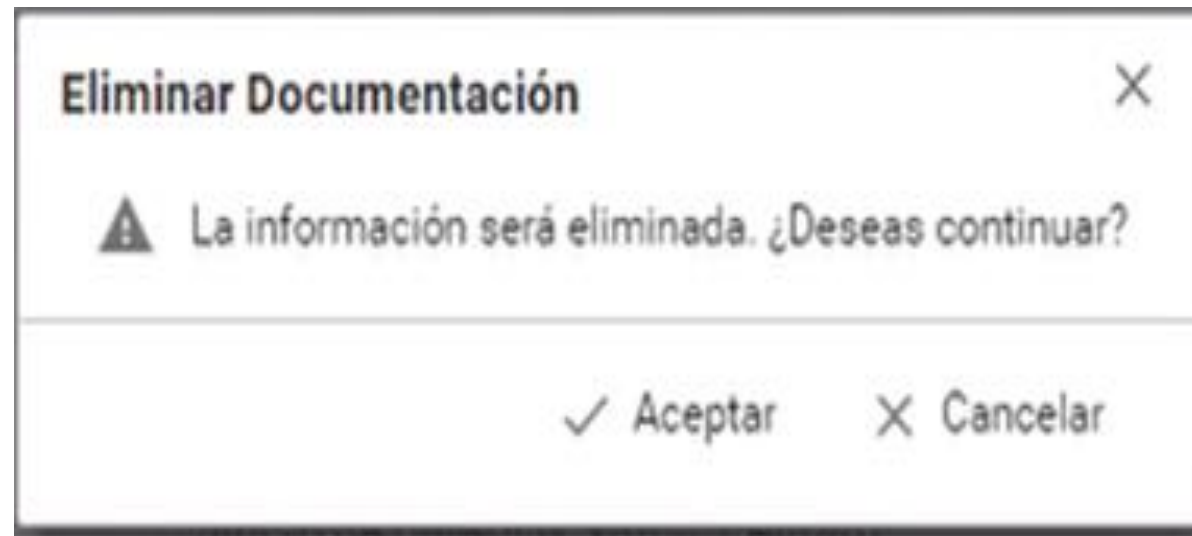 Eliminar Documentación
La información será eliminada. ¿Deseas continuar?
Aceptar Cancelar